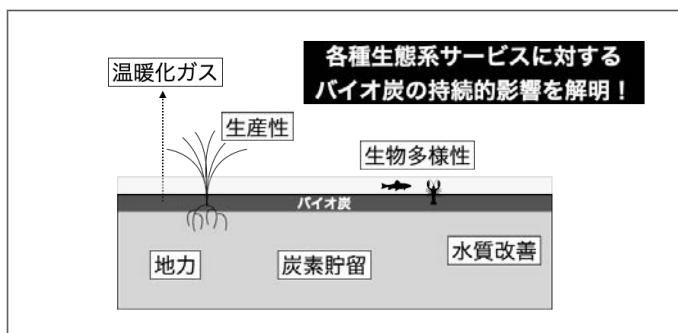 各種生態系サービスに対する
バイオ炭の持続的影響を解明！
温暖化ガス
生産性
生物多様性
バイオ炭
地力
炭素貯留
水質改善